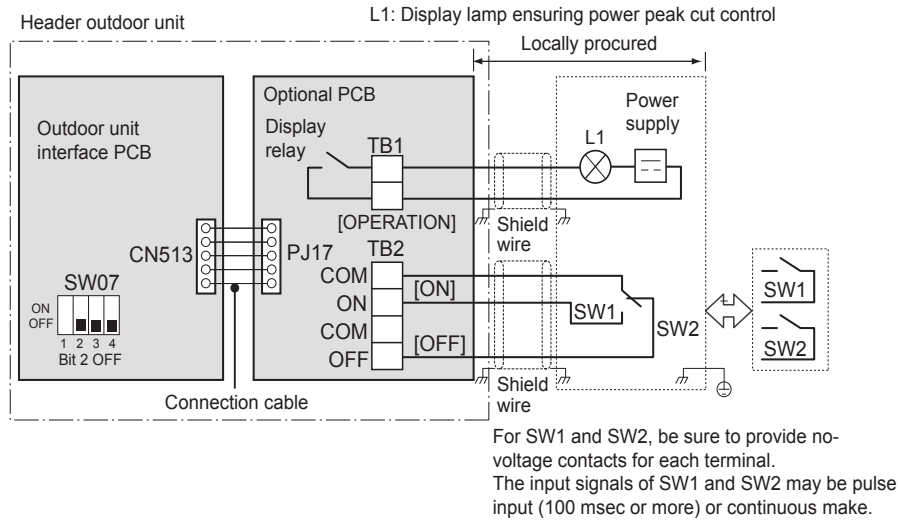 L1: Display lamp ensuring power peak cut control
Header outdoor unit
Locally procured
Optional PCB
Outdoor unit
interface PCB
Display
relay
TB1
L1
Power
supply
[OPERATION]
Shield
wire
CN513
PJ17
TB2
COM
ON
COM
OFF
[ON]
[OFF]
SW1
SW2
SW1
SW2
SW07
ON
OFF
1 2 3 4
Bit 2 OFF
Shield
wire
Connection cable
For SW1 and SW2, be sure to provide no-
voltage contacts for each terminal.
The input signals of SW1 and SW2 may be pulse
input (100 msec or more) or continuous make.